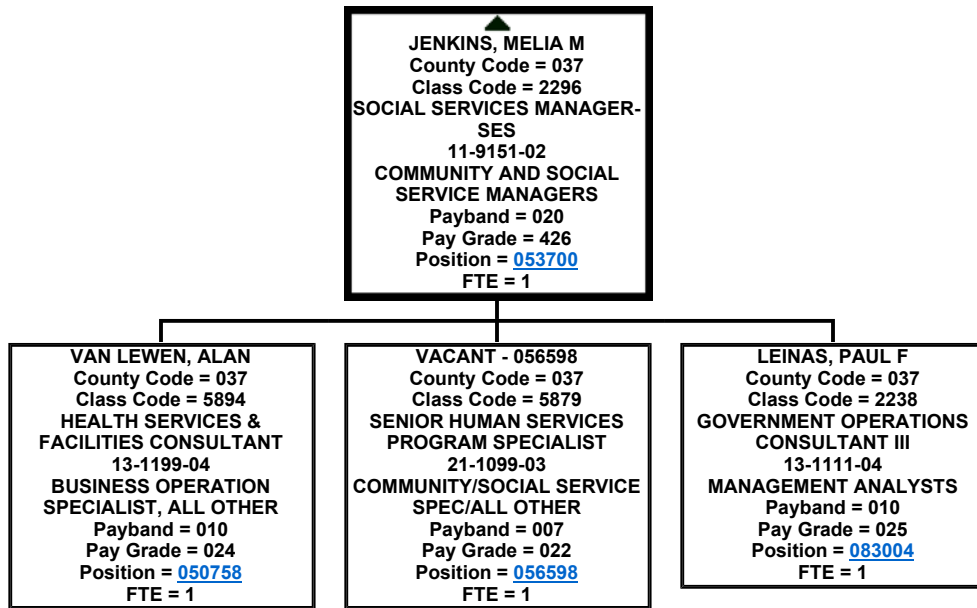 JENKINS, MELIA M
County Code = 037
Class Code = 2296
SOCIAL SERVICES MANAGER-
SES
11-9151-02
COMMUNITY AND SOCIAL
SERVICE MANAGERS
Payband = 020
Pay Grade = 426
Position = 053700
FTE = 1
VAN LEWEN, ALAN
County Code = 037
Class Code = 5894
HEALTH SERVICES &
FACILITIES CONSULTANT
13-1199-04
BUSINESS OPERATION
SPECIALIST, ALL OTHER
Payband = 010
Pay Grade = 024
Position = 050758
FTE = 1
VACANT - 056598
County Code = 037
Class Code = 5879
SENIOR HUMAN SERVICES
PROGRAM SPECIALIST
21-1099-03
COMMUNITY/SOCIAL SERVICE
SPEC/ALL OTHER
Payband = 007
Pay Grade = 022
Position = 056598
FTE = 1
LEINAS, PAUL F
County Code = 037
Class Code = 2238
GOVERNMENT OPERATIONS
CONSULTANT III
13-1111-04
MANAGEMENT ANALYSTS
Payband = 010
Pay Grade = 025
Position = 083004
FTE = 1